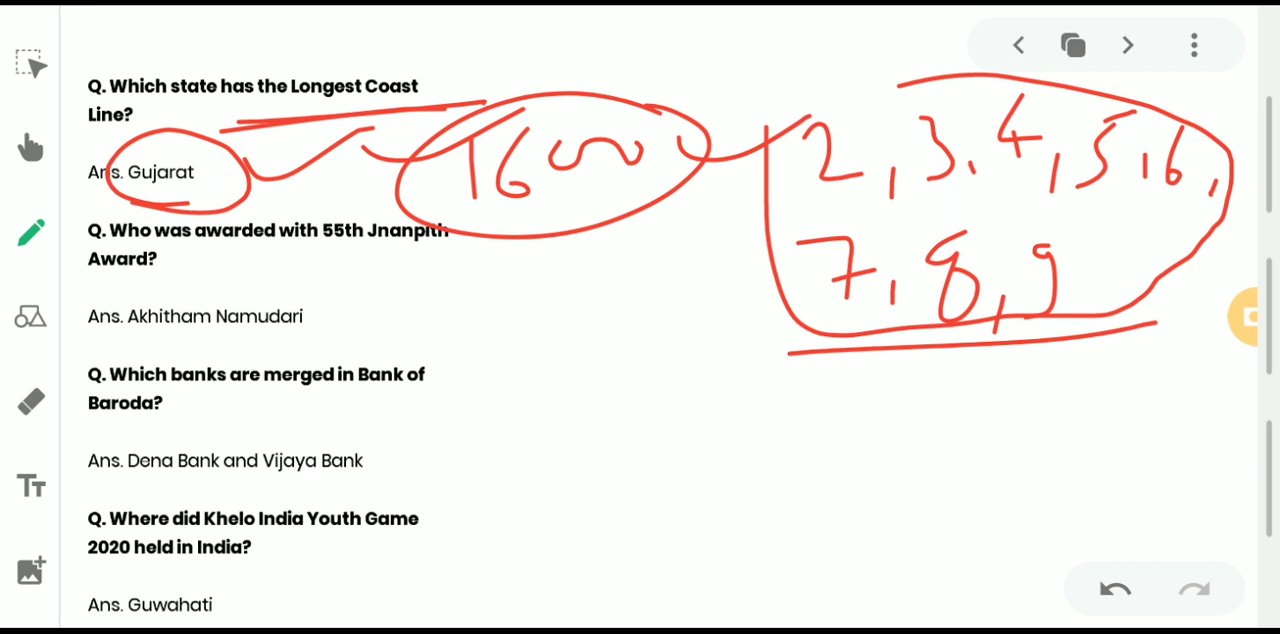 Q. Which state has the Longest Coast
Line?
Ans. Gujarat
1600
2, 3, 4, 5, 6,
7, 8, 9
Q. Who was awarded with 55th Jnanpith
Award?
Ans. Akhitham Namudari
Q. Which banks are merged in Bank of
Baroda?
Ans. Dena Bank and Vijaya Bank
Q. Where did Khelo India Youth Game
2020 held in India?
Ans. Guwahati
TT